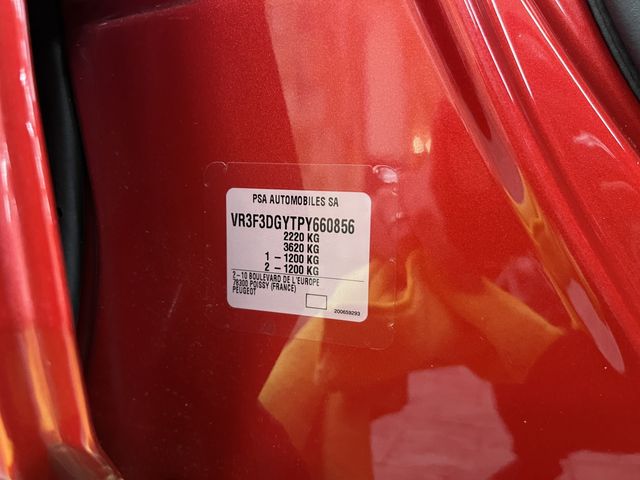 PSA AUTOMOBILES SA
VR3F3DGYTPY660856
2220 KG
3620 KG
1 – 1200 KG
2 – 1200 KG
2–10 BOULEVARD DE L'EUROPE
78300 POISSY (FRANCE)
PEUGEOT
200659293